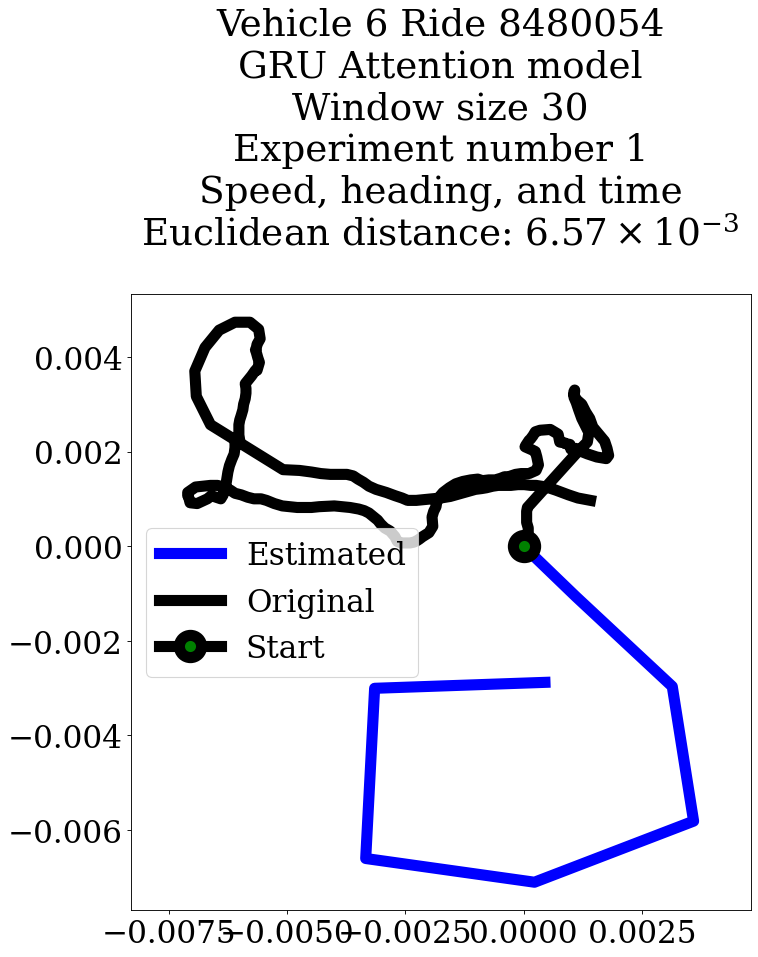 Vehicle 6 Ride 8480054
GRU Attention model
Window size 30
Experiment number 1
Speed, heading, and time
Euclidean distance: 6.57 × 10⁻³
0.004
0.002
0.000
−0.002
−0.004
−0.006
Estimated
Original
Start
−0.0075 −0.0050 −0.0025 0.0000 0.0025